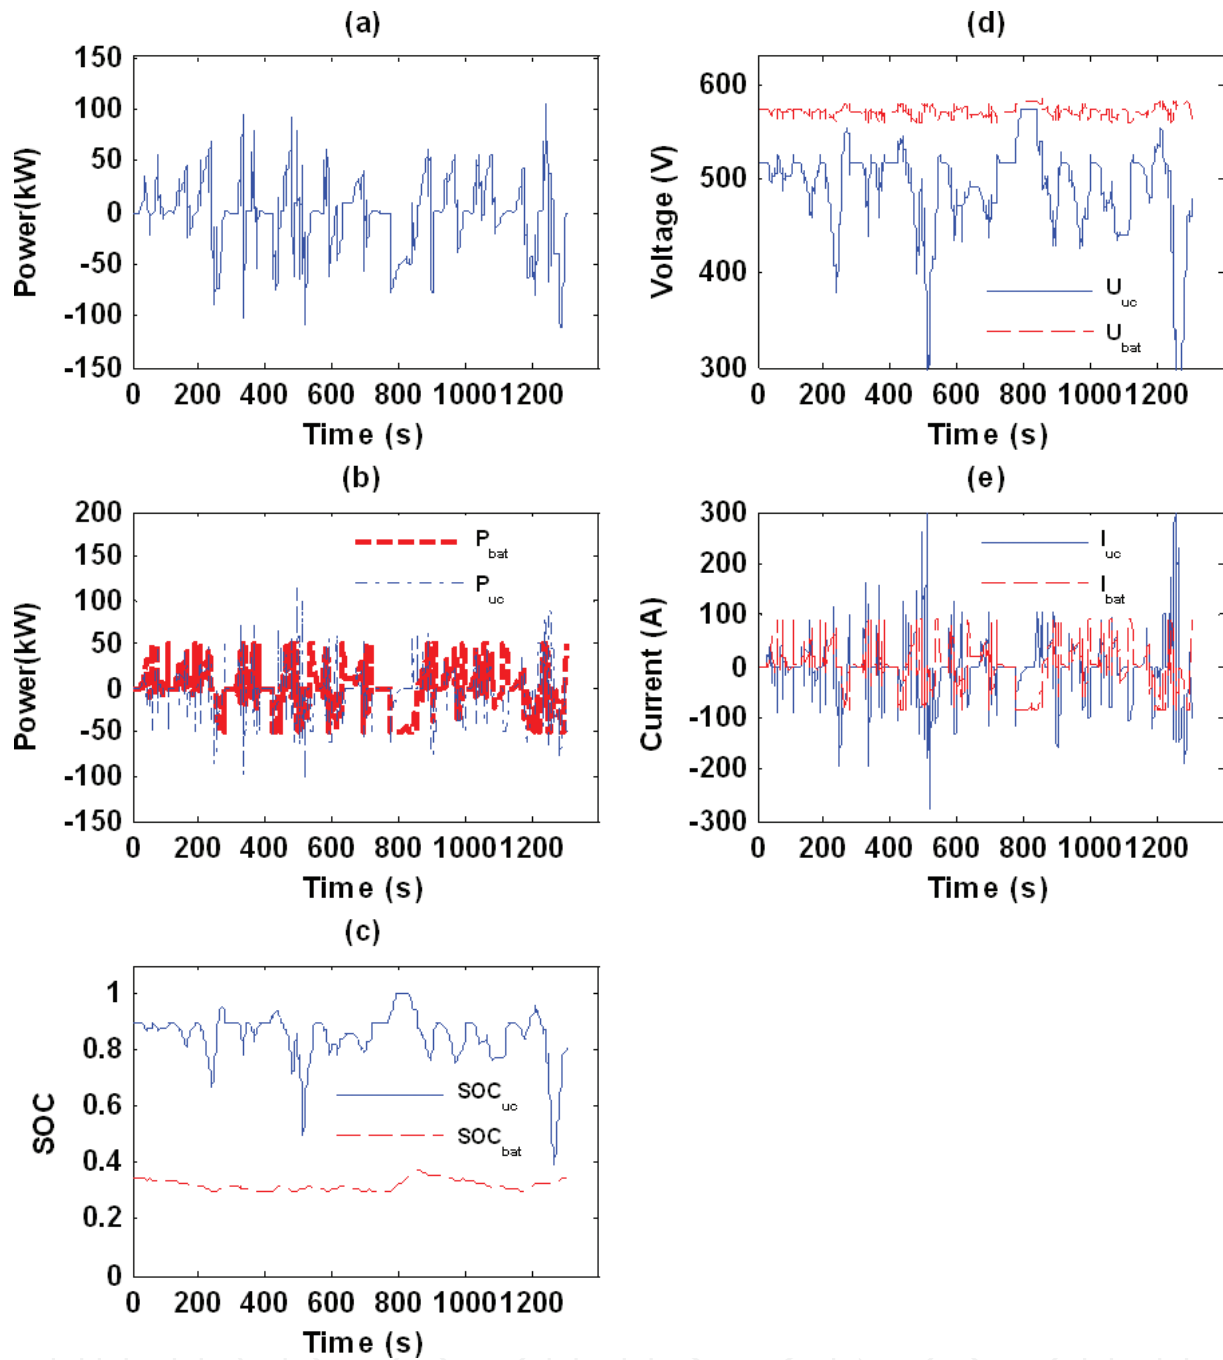 (a)
150
100
50
0
-50
-100
-150
Power(kW)
0 200 400 600 800 1000 1200
Time (s)
(b)
200
150
100
50
0
-50
-100
-150
Power(kW)
P bat
P uc
0 200 400 600 800 1000 1200
Time (s)
(c)
1
0.8
0.6
0.4
0.2
0
SOC
SOC uc
SOC bat
0 200 400 600 800 1000 1200
Time (s)
(d)
600
500
400
300
Voltage (V)
U uc
U bat
0 200 400 600 800 1000 1200
Time (s)
(e)
300
200
100
0
-100
-200
-300
Current (A)
I uc
I bat
0 200 400 600 800 1000 1200
Time (s)